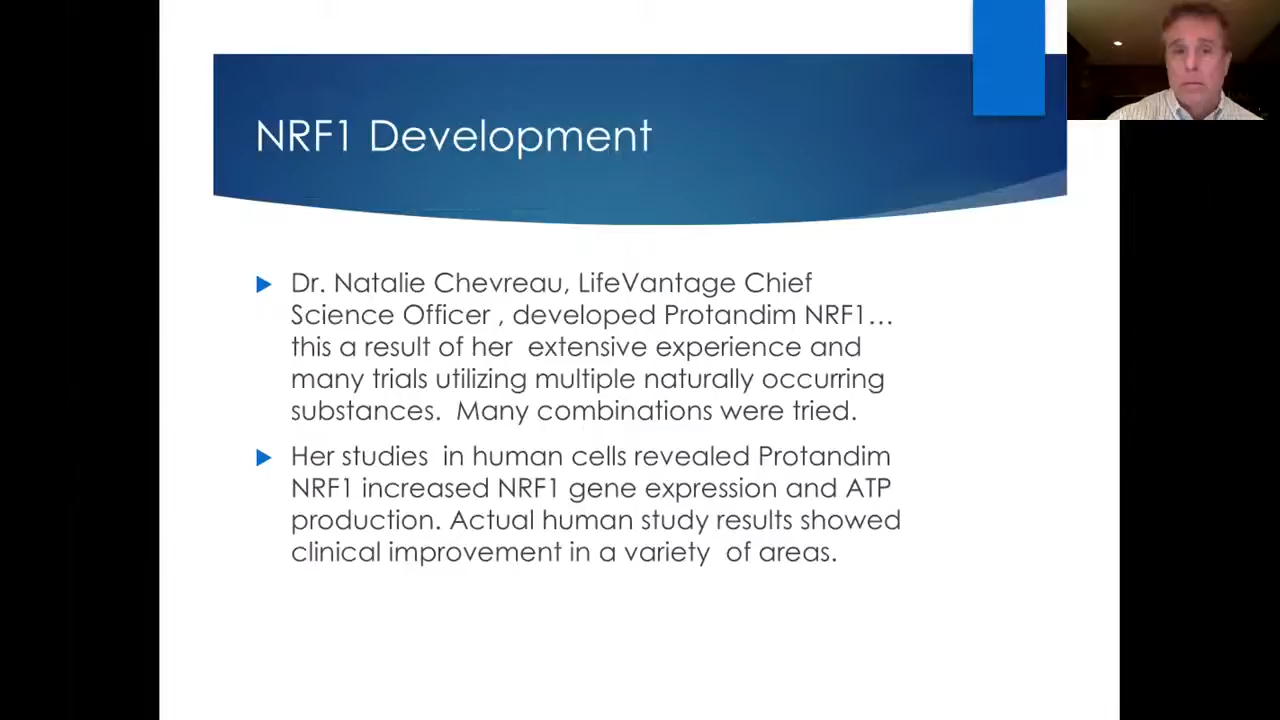 NRF1 Development
Dr. Natalie Chevreau, LifeVantage Chief
Science Officer , developed Protandim NRF1…
this a result of her  extensive experience and
many trials utilizing multiple naturally occurring
substances.  Many combinations were tried.
Her studies  in human cells revealed Protandim
NRF1 increased NRF1 gene expression and ATP
production. Actual human study results showed
clinical improvement in a variety  of areas.